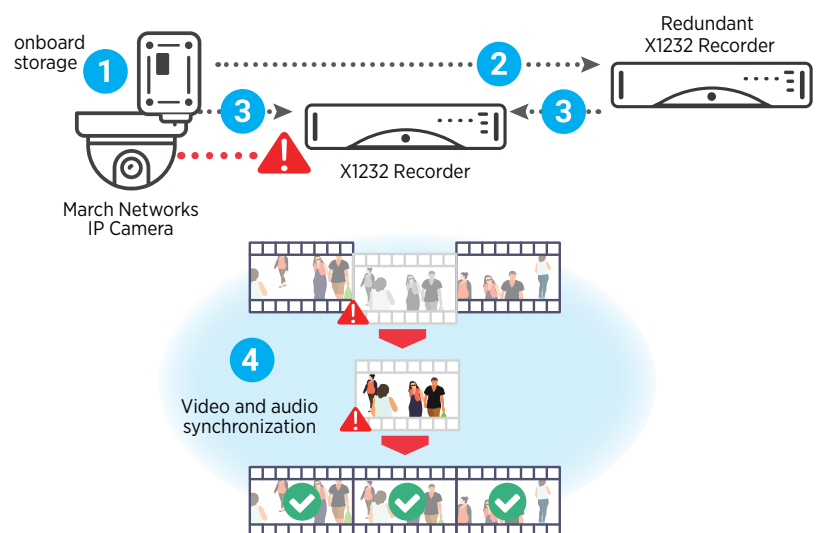 Redundant
X1232 Recorder
onboard
storage
1
2
3
3
!
X1232 Recorder
March Networks
IP Camera
!
4
Video and audio
synchronization
!